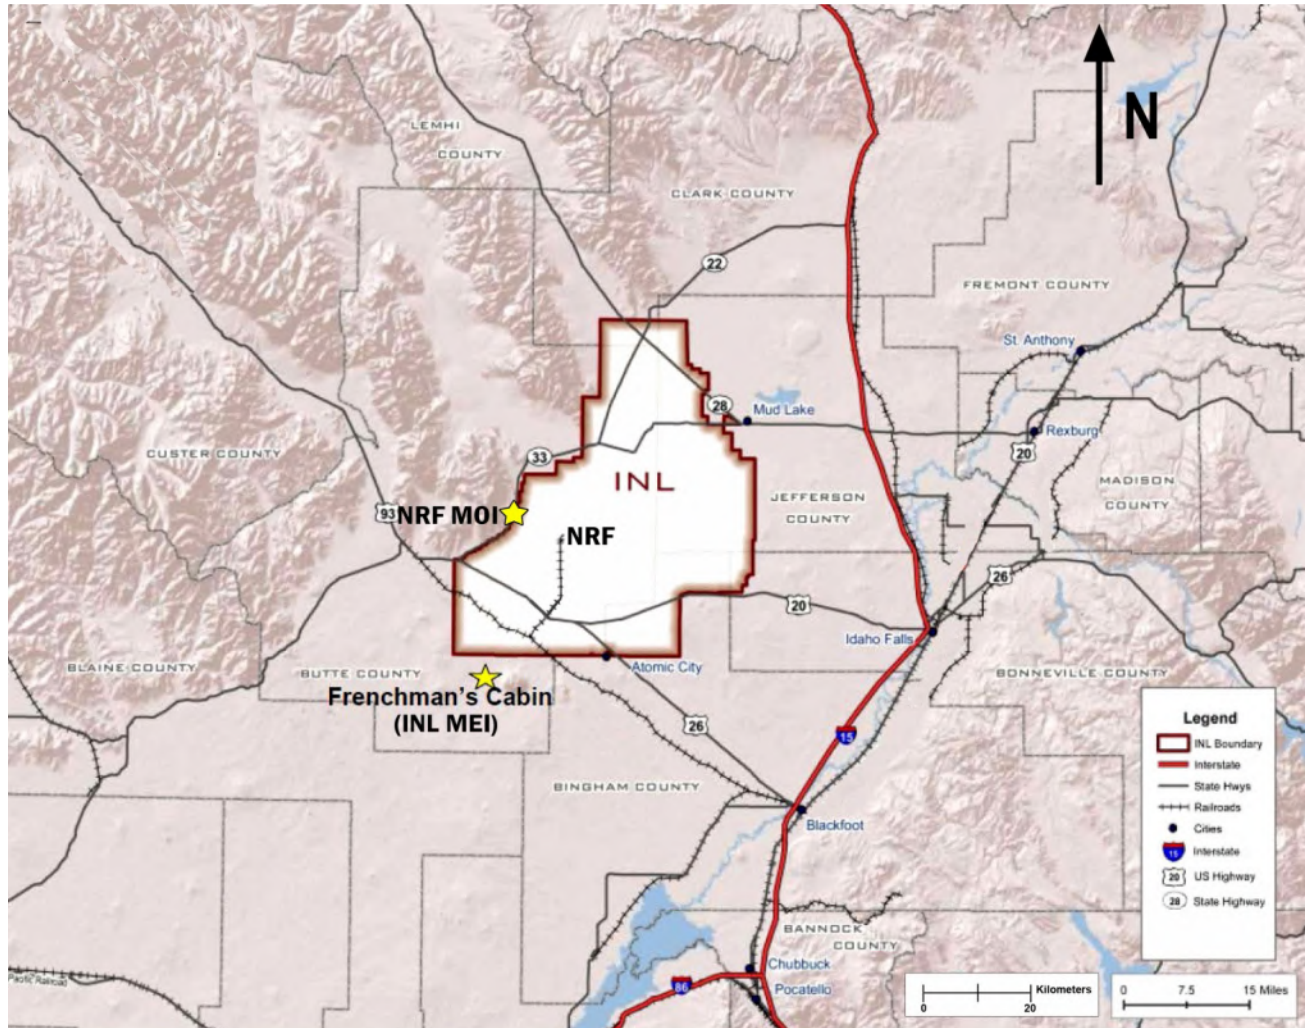 N
LEMHI
COUNTY
CLARK COUNTY
22
FREMONT COUNTY
St. Anthony
28
Mud Lake
Rexburg
20
CUSTER COUNTY
33
INL
MADISON
COUNTY
JEFFERSON
COUNTY
93
NRF MOI
NRF
26
20
Idaho Falls
BLAINE COUNTY
BUTTE COUNTY
Atomic City
BONNEVILLE COUNTY
Frenchman's Cabin
(INL MEI)
26
15
BINGHAM COUNTY
Blackfoot
Legend
INL Boundary
Interstate
State Hwys
Railroads
Cities
15
Interstate
20
US Highway
28
State Highway
BANNOCK
COUNTY
Chubbuck
Pocatello
86
Pacific Railroad
Kilometers
0
20
0
7.5
15 Miles